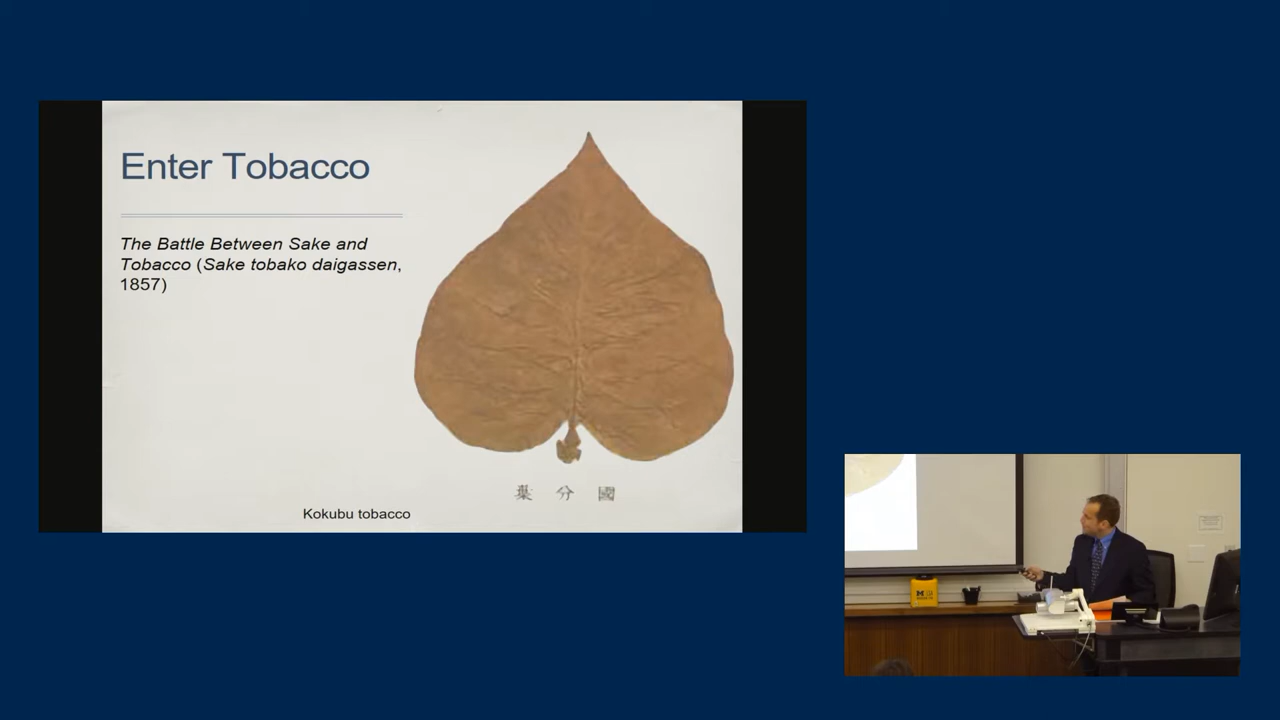 Enter Tobacco
The Battle Between Sake and
Tobacco (Sake tobako daigassen,
1857)
葉 分 國
Kokubu tobacco